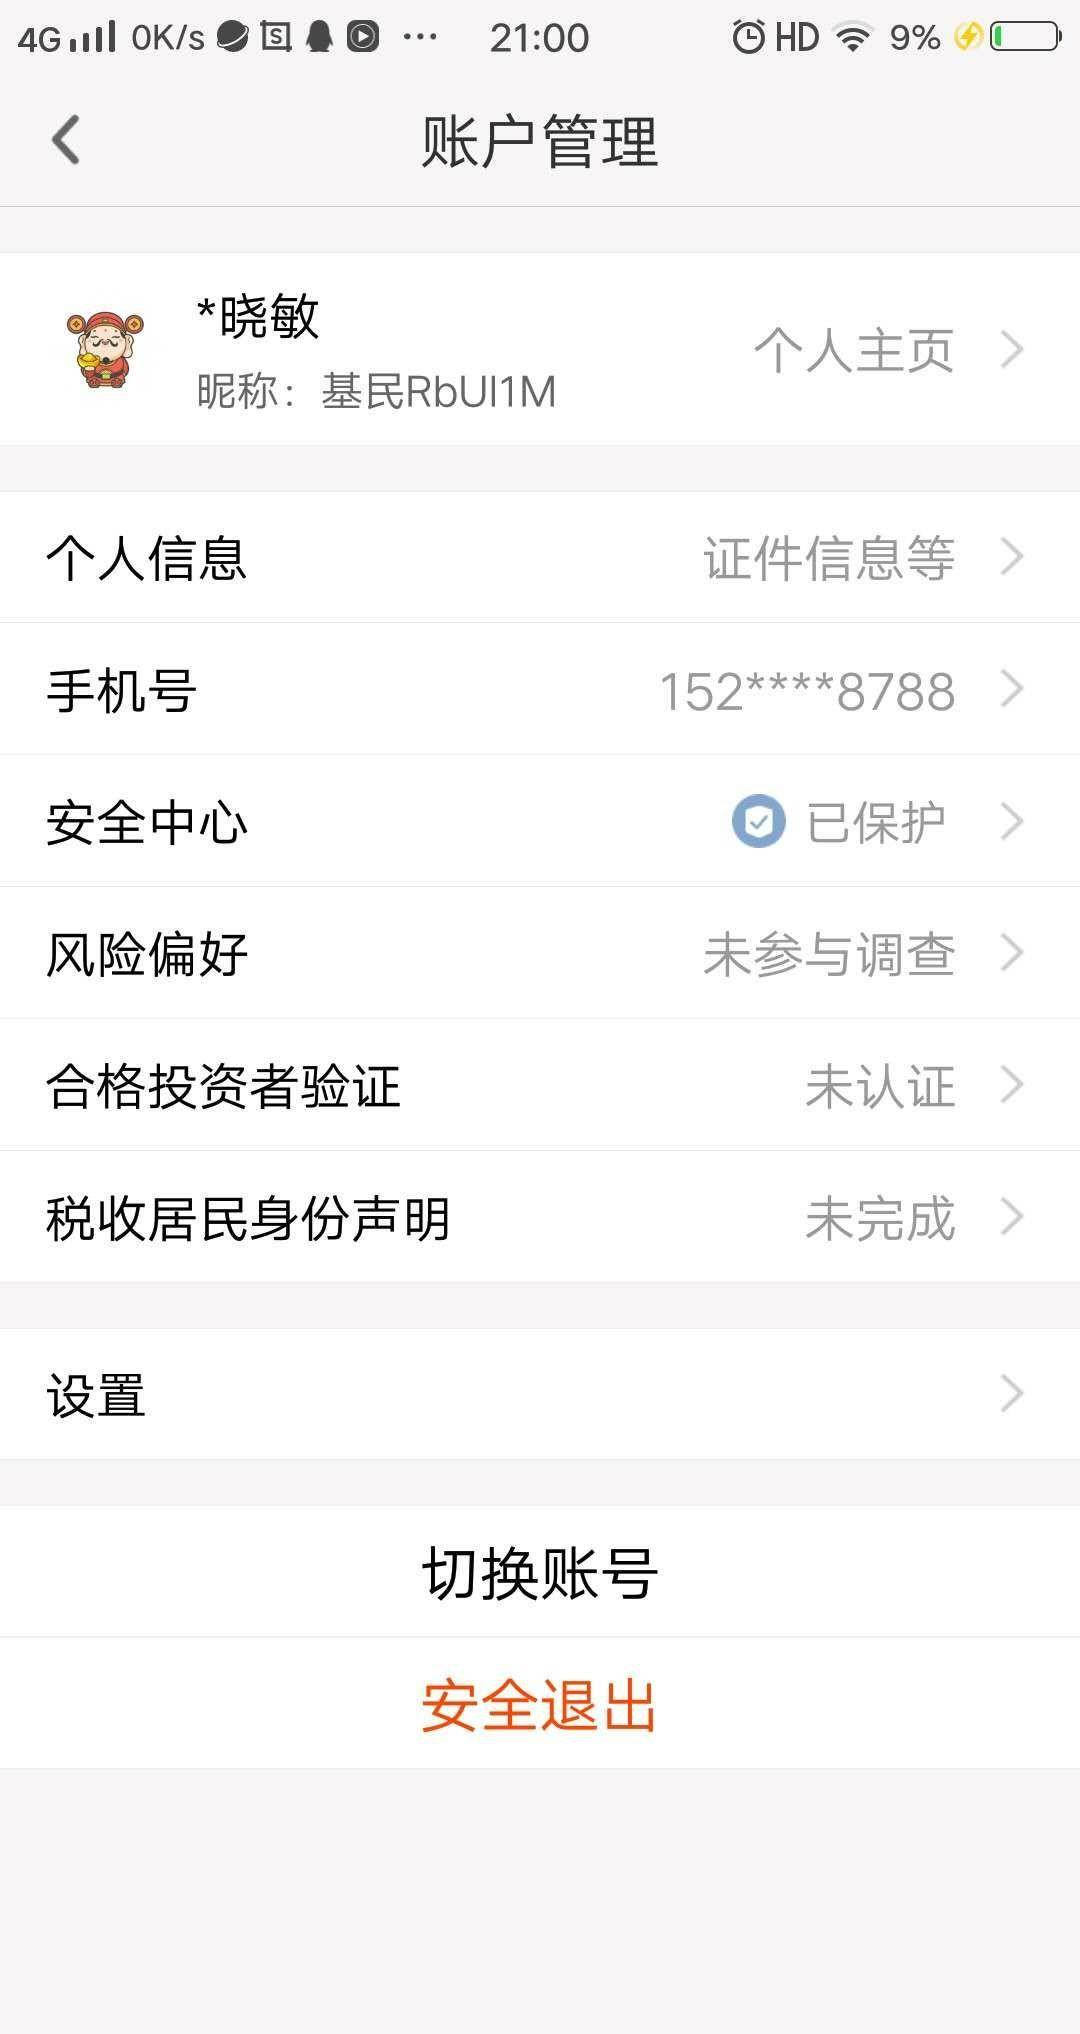 4G 0K/s 21:00 HD 9%
账户管理
*晓敏
昵称：基民RbUI1M
个人主页
个人信息 证件信息等
手机号 152****8788
安全中心 已保护
风险偏好 未参与调查
合格投资者验证 未认证
税收居民身份声明 未完成
设置
切换账号
安全退出